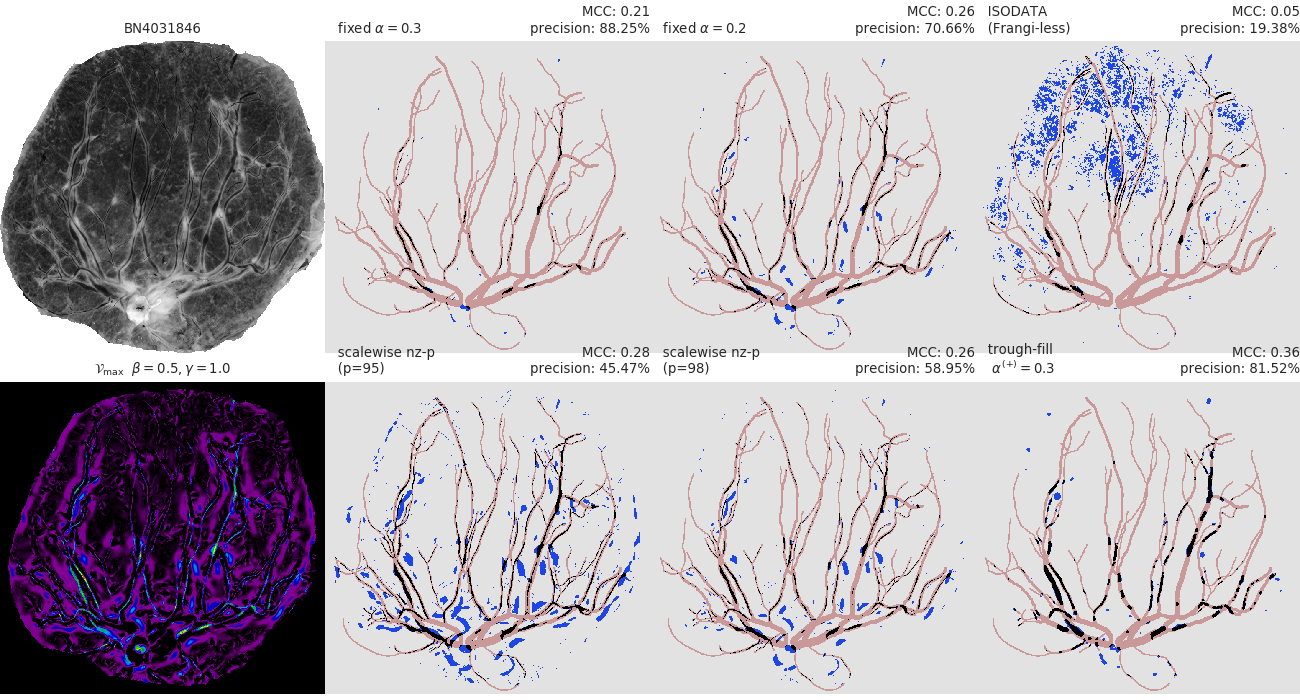 BN4031846
fixed α = 0.3
MCC: 0.21
precision: 88.25%
fixed α = 0.2
MCC: 0.26
precision: 70.66%
ISODATA
(Frangi-less)
MCC: 0.05
precision: 19.38%
𝒱max β = 0.5, γ = 1.0
scalewise nz-p
(p=95)
MCC: 0.28
precision: 45.47%
scalewise nz-p
(p=98)
MCC: 0.26
precision: 58.95%
trough-fill
α(+) = 0.3
MCC: 0.36
precision: 81.52%